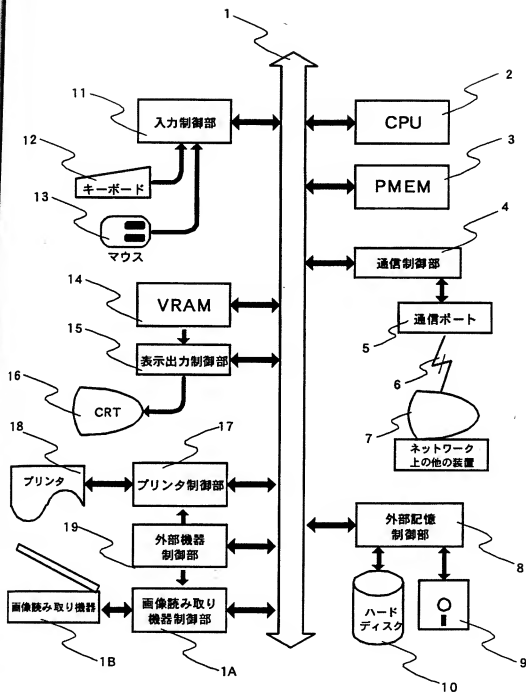 1
11
入力制御部
2
CPU
12
キーボード
3
PMEM
13
マウス
4
通信制御部
14
VRAM
5
通信ポート
15
表示出力制御部
6
16
CRT
7
ネットワーク
上の他の装置
17
プリンタ制御部
18
プリンタ
19
外部機器
制御部
外部記憶
制御部
8
画像読み取り機器
1B
画像読み取り
機器制御部
1A
ハード
ディスク
10
9